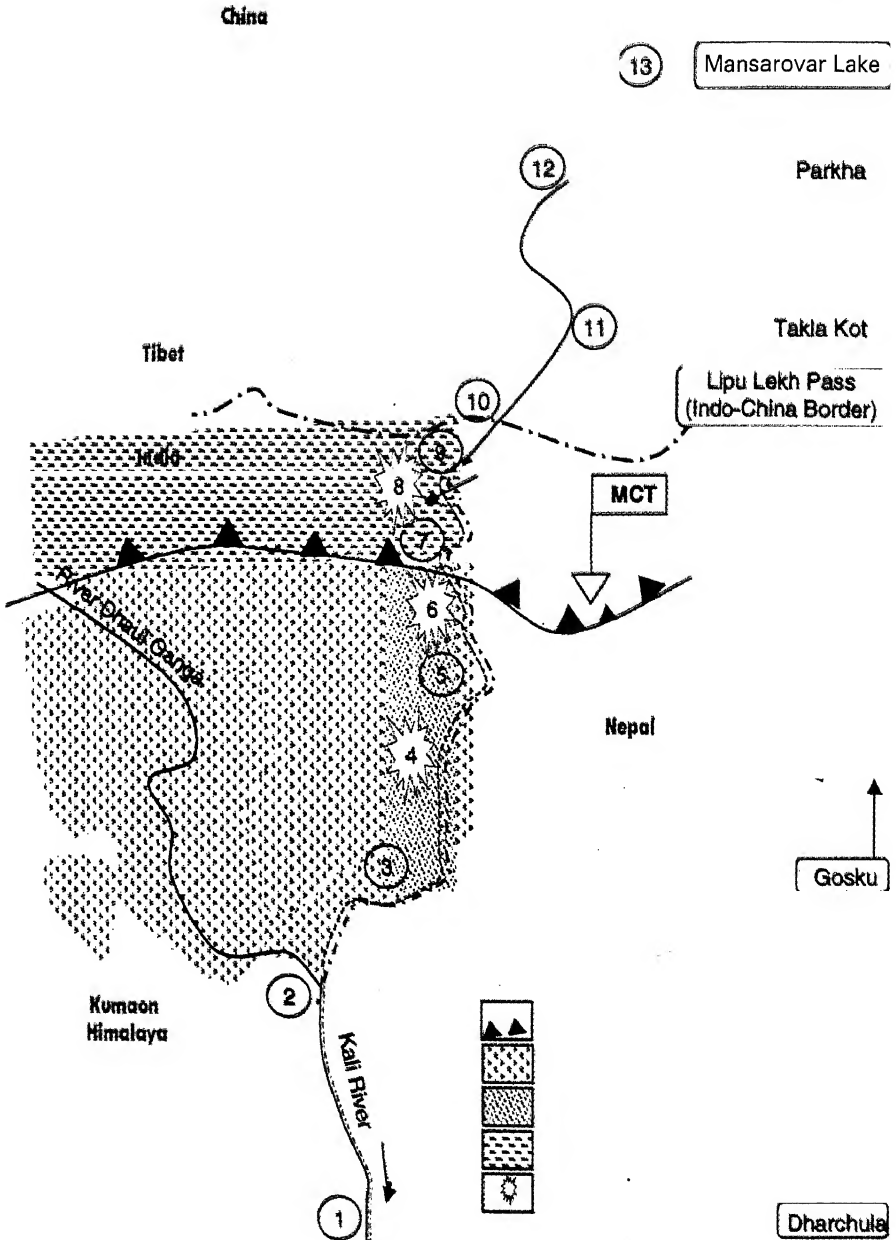 China
13
Mansarovar Lake
12
Parkha
11
Takla Kot
Tibet
Lipu Lekh Pass
(Indo-China Border)
10
9
India
8
MCT
7
River Dhauli Ganga
6
5
Nepal
4
3
Gosku
2
Kumaon
Himalaya
Kali River
1
Dharchula